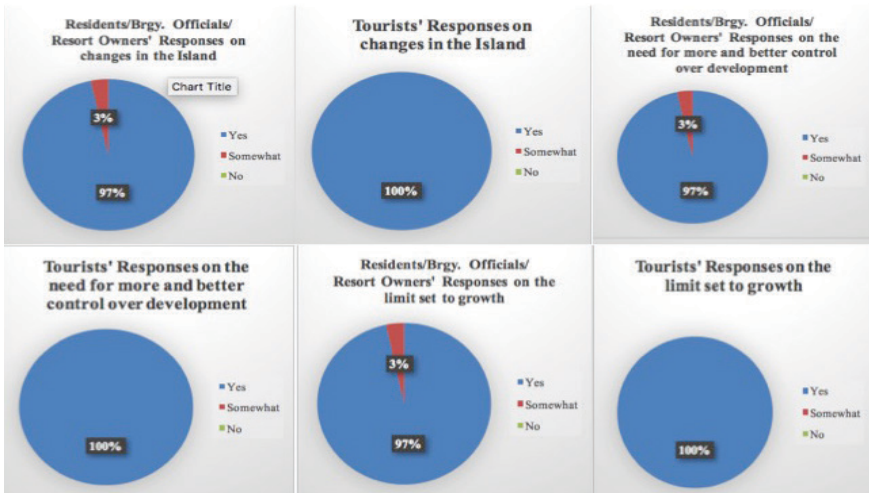 Residents/Brgy. Officials/
Resort Owners' Responses on
changes in the Island
Chart Title
3%
97%
Yes
Somewhat
No
Tourists' Responses on
changes in the Island
100%
Yes
Somewhat
No
Residents/Brgy. Officials/
Resort Owners' Responses on the
need for more and better control
over development
3%
97%
Yes
Somewhat
No
Tourists' Responses on the
need for more and better
control over development
100%
Yes
Somewhat
No
Residents/Brgy. Officials/
Resort Owners' Responses on the
limit set to growth
3%
97%
Yes
Somewhat
No
Tourists' Responses on the
limit set to growth
100%
Yes
Somewhat
No